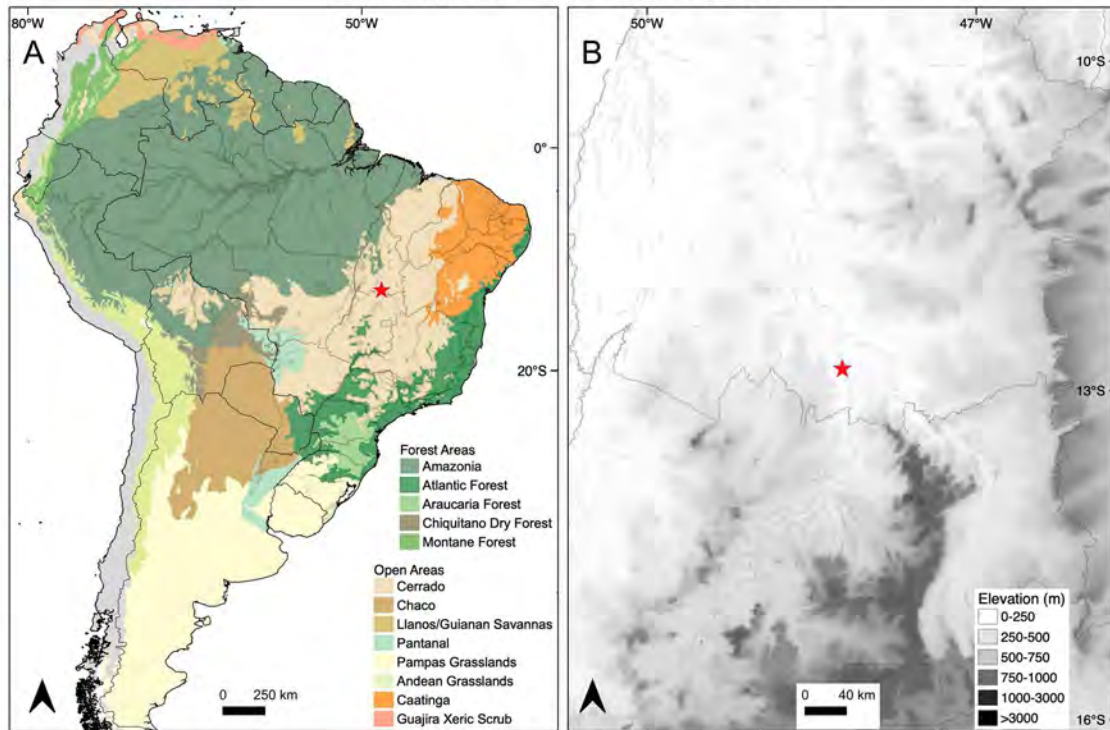 A
80°W
50°W
0°
20°S
Forest Areas
Amazonia
Atlantic Forest
Araucaria Forest
Chiquitano Dry Forest
Montane Forest
Open Areas
Cerrado
Chaco
Llanos/Guianan Savannas
Pantanal
Pampas Grasslands
Andean Grasslands
Caatinga
Guajira Xeric Scrub
0 250 km
B
50°W
47°W
10°S
13°S
16°S
Elevation (m)
0-250
250-500
500-750
750-1000
1000-3000
>3000
0 40 km